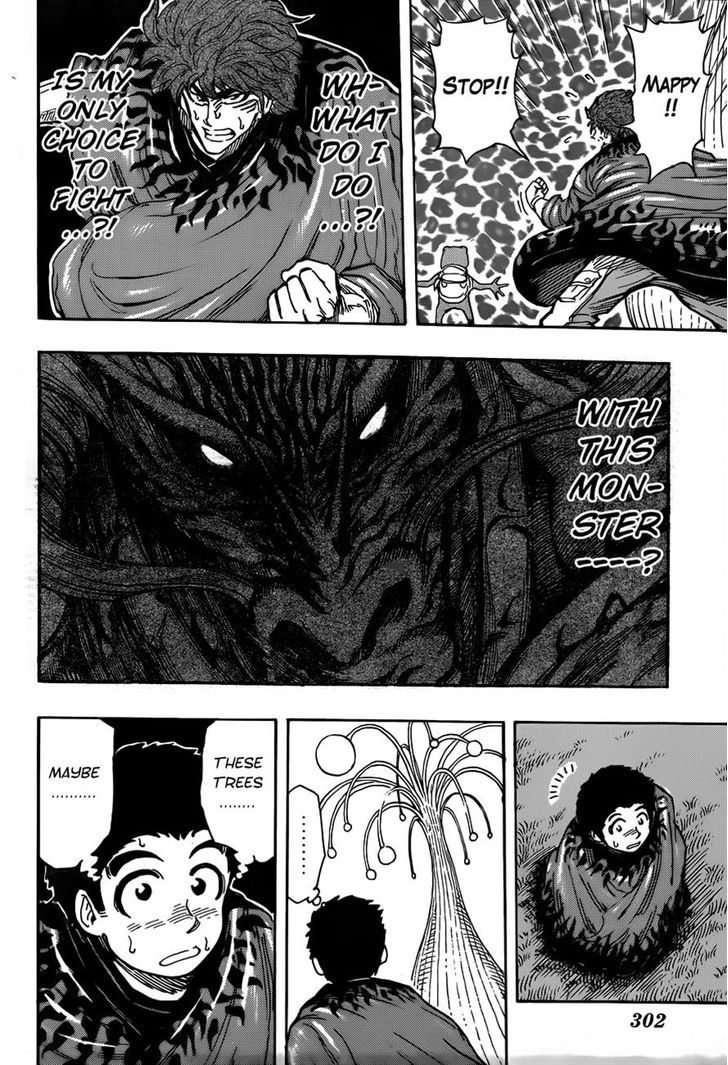 MAPPY
!!
STOP!!
WH-
WHAT
DO I
DO
...?!
IS MY
ONLY
CHOICE
TO
FIGHT
...?!
WITH
THIS
MON-
STER
----?
........
THESE
TREES
........
MAYBE
..........
302